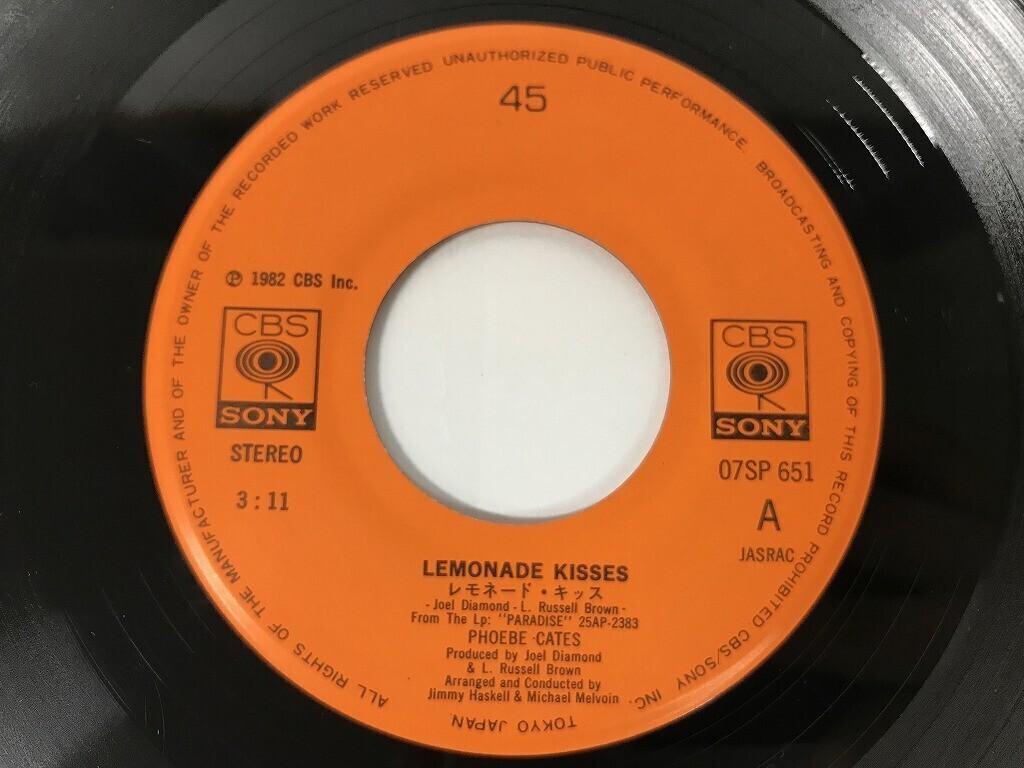 45
ALL RIGHTS OF THE MANUFACTURER AND OF THE OWNER OF THE RECORDED WORK RESERVED UNAUTHORIZED PUBLIC PERFORMANCE BROADCASTING AND COPYING OF THIS RECORD PROHIBITED CBS/SONY INC. TOKYO JAPAN.
℗ 1982 CBS Inc.
CBS
SONY
STEREO
3:11
CBS
SONY
07SP 651
A
JASRAC
LEMONADE KISSES
レモネード・キッス
- Joel Diamond - L. Russell Brown -
From The Lp: "PARADISE" 25AP-2383
PHOEBE CATES
Produced by Joel Diamond
& L. Russell Brown
Arranged and Conducted by
Jimmy Haskell & Michael Melvoin